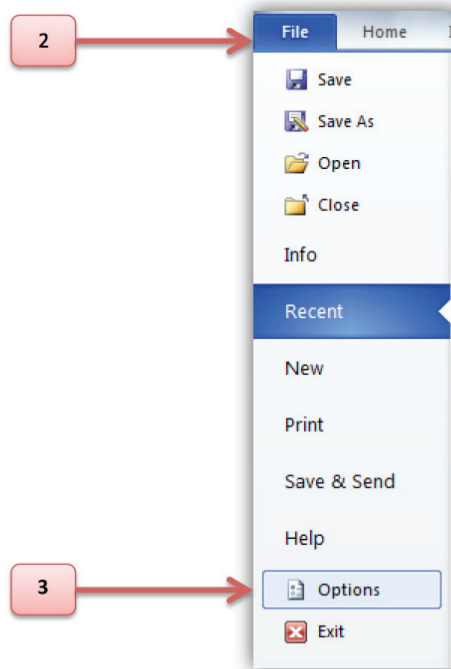 2
File Home
Save
Save As
Open
Close
Info
Recent
New
Print
Save & Send
Help
3
Options
Exit